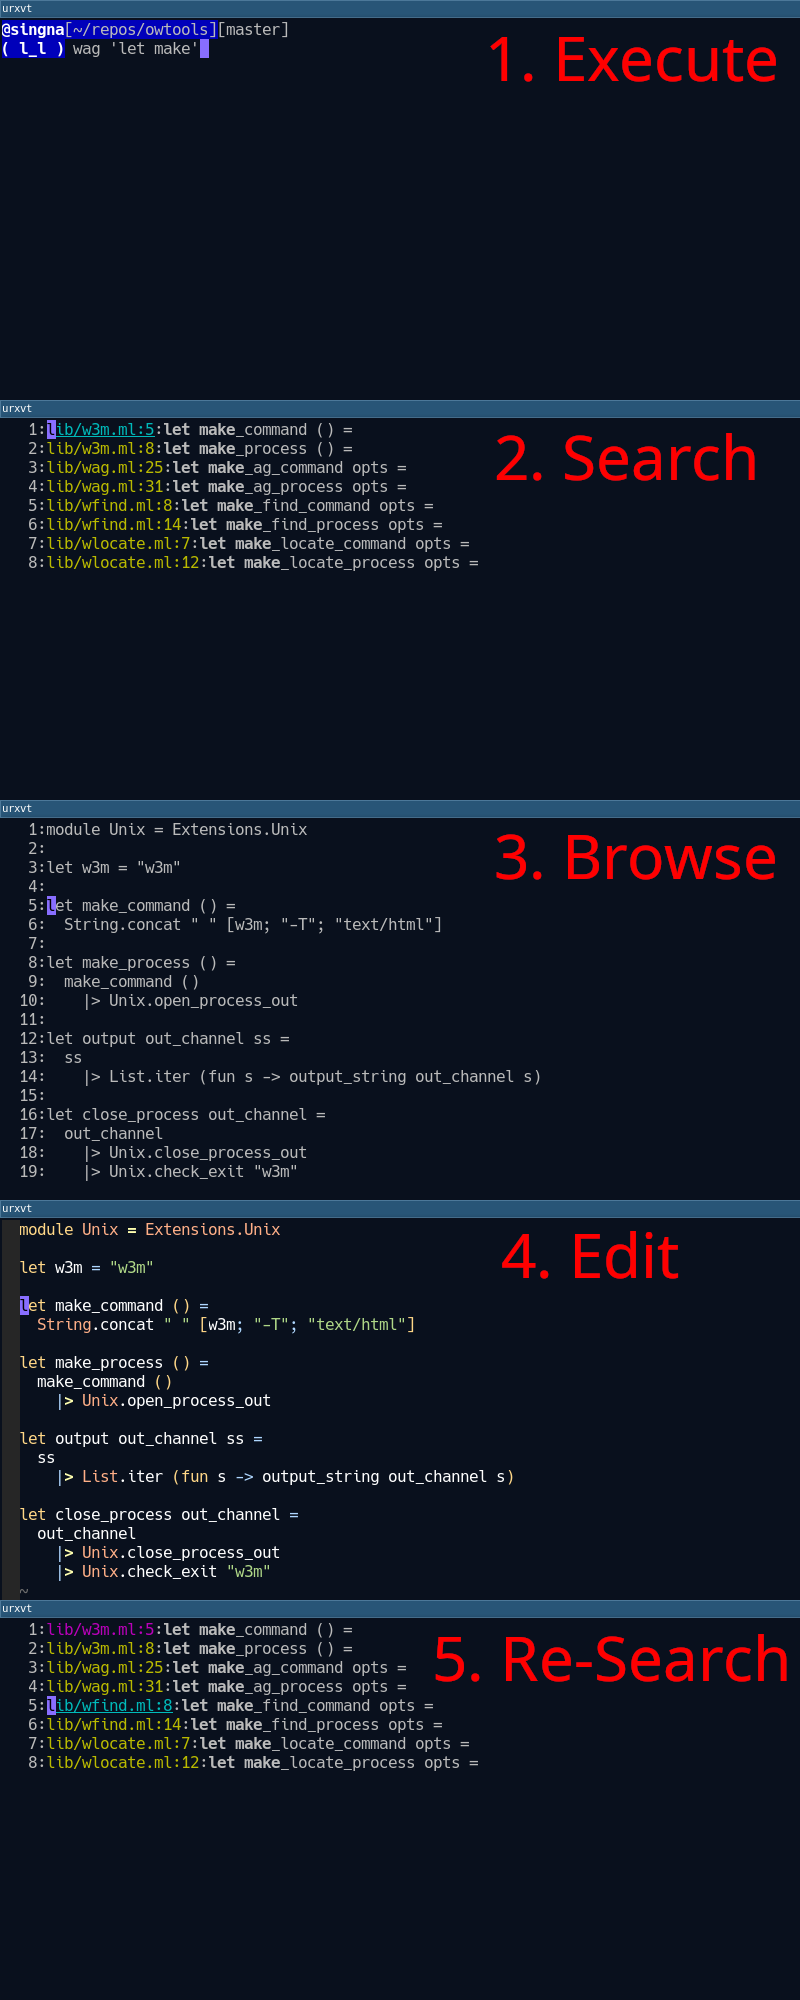 urxvt
@singna[~/repos/owtools][master]
( l_l ) wag 'let make'
1. Execute
urxvt
1:lib/w3m.ml:5:let make_command () =
2:lib/w3m.ml:8:let make_process () =
3:lib/wag.ml:25:let make_ag_command opts =
4:lib/wag.ml:31:let make_ag_process opts =
5:lib/wfind.ml:8:let make_find_command opts =
6:lib/wfind.ml:14:let make_find_process opts =
7:lib/wlocate.ml:7:let make_locate_command opts =
8:lib/wlocate.ml:12:let make_locate_process opts =
2. Search
urxvt
1:module Unix = Extensions.Unix
2:
3:let w3m = "w3m"
4:
5:let make_command () =
6:  String.concat " " [w3m; "-T"; "text/html"]
7:
8:let make_process () =
9:  make_command ()
10:    |> Unix.open_process_out
11:
12:let output out_channel ss =
13:  ss
14:    |> List.iter (fun s -> output_string out_channel s)
15:
16:let close_process out_channel =
17:  out_channel
18:    |> Unix.close_process_out
19:    |> Unix.check_exit "w3m"
3. Browse
urxvt
module Unix = Extensions.Unix
let w3m = "w3m"
let make_command () =
  String.concat " " [w3m; "-T"; "text/html"]
let make_process () =
  make_command ()
    |> Unix.open_process_out
let output out_channel ss =
  ss
    |> List.iter (fun s -> output_string out_channel s)
let close_process out_channel =
  out_channel
    |> Unix.close_process_out
    |> Unix.check_exit "w3m"
~
4. Edit
urxvt
1:lib/w3m.ml:5:let make_command () =
2:lib/w3m.ml:8:let make_process () =
3:lib/wag.ml:25:let make_ag_command opts =
4:lib/wag.ml:31:let make_ag_process opts =
5:lib/wfind.ml:8:let make_find_command opts =
6:lib/wfind.ml:14:let make_find_process opts =
7:lib/wlocate.ml:7:let make_locate_command opts =
8:lib/wlocate.ml:12:let make_locate_process opts =
5. Re-Search